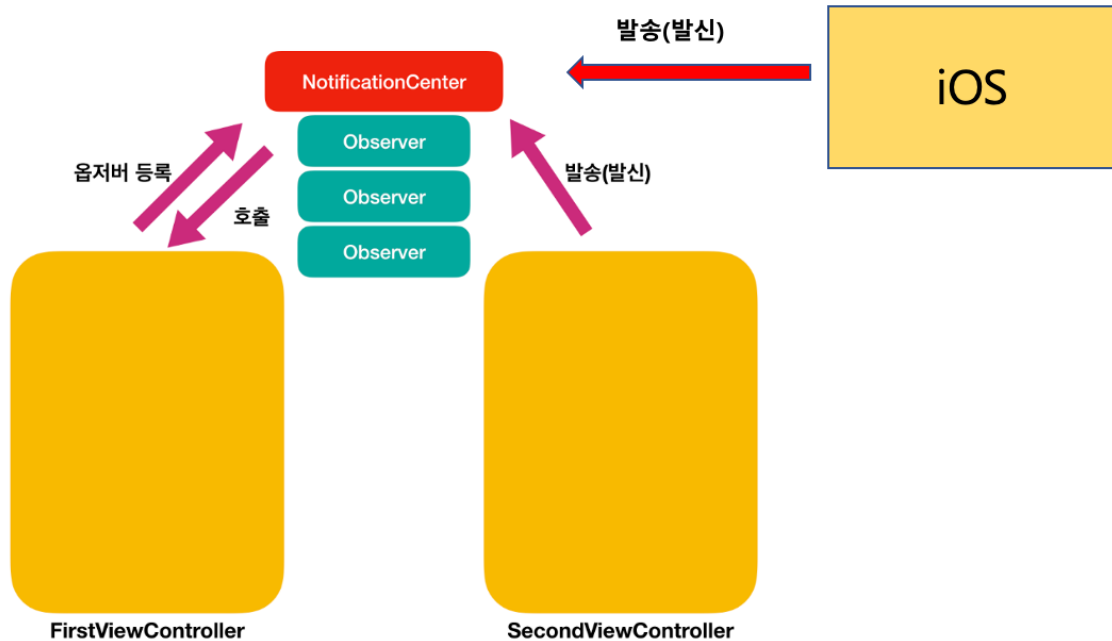 발송(발신)
iOS
NotificationCenter
Observer
Observer
Observer
옵저버 등록
호출
발송(발신)
FirstViewController
SecondViewController